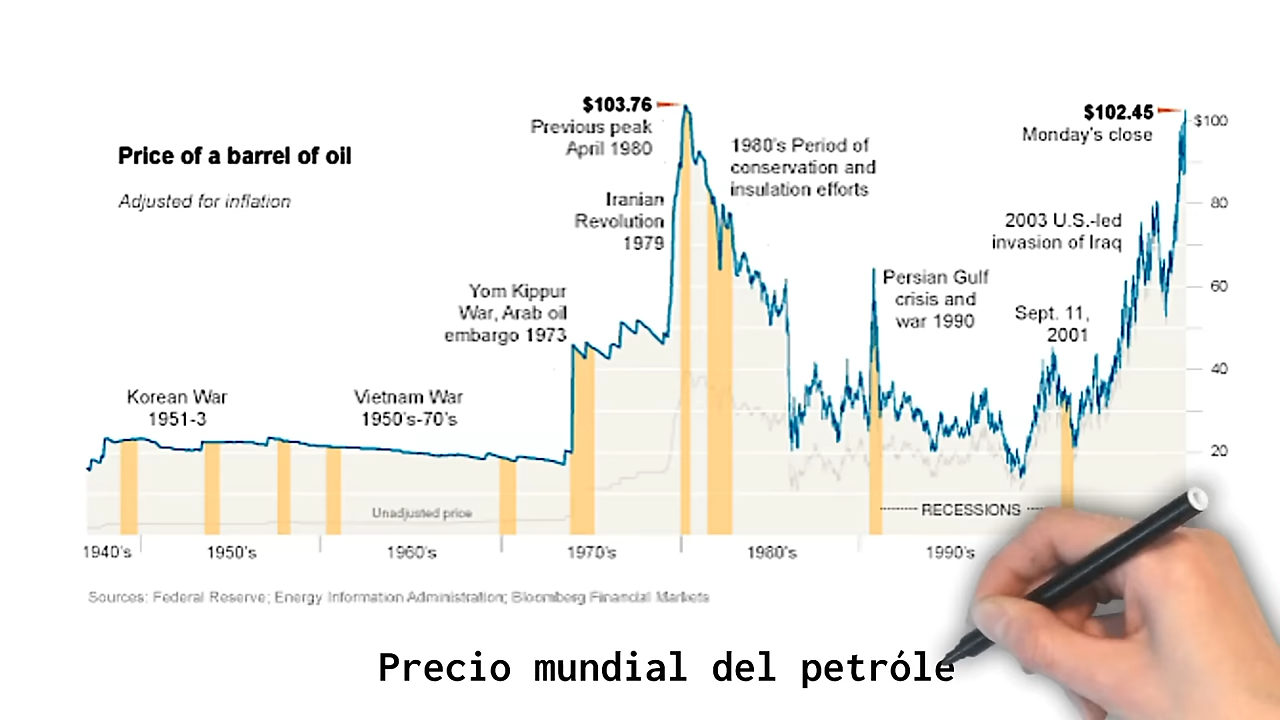 $103.76
Previous peak
April 1980
$102.45
Monday's close
$100
Price of a barrel of oil
Adjusted for inflation
1980's Period of
conservation and
insulation efforts
Iranian
Revolution
1979
80
2003 U.S.-led
invasion of Iraq
Yom Kippur
War, Arab oil
embargo 1973
Persian Gulf
crisis and
war 1990
60
Sept. 11,
2001
40
Korean War
1951-3
Vietnam War
1950's-70's
20
Unadjusted price
RECESSIONS
1940's
1950's
1960's
1970's
1980's
1990's
Sources: Federal Reserve; Energy Information Administration; Bloomberg Financial Markets
Precio mundial del petróle